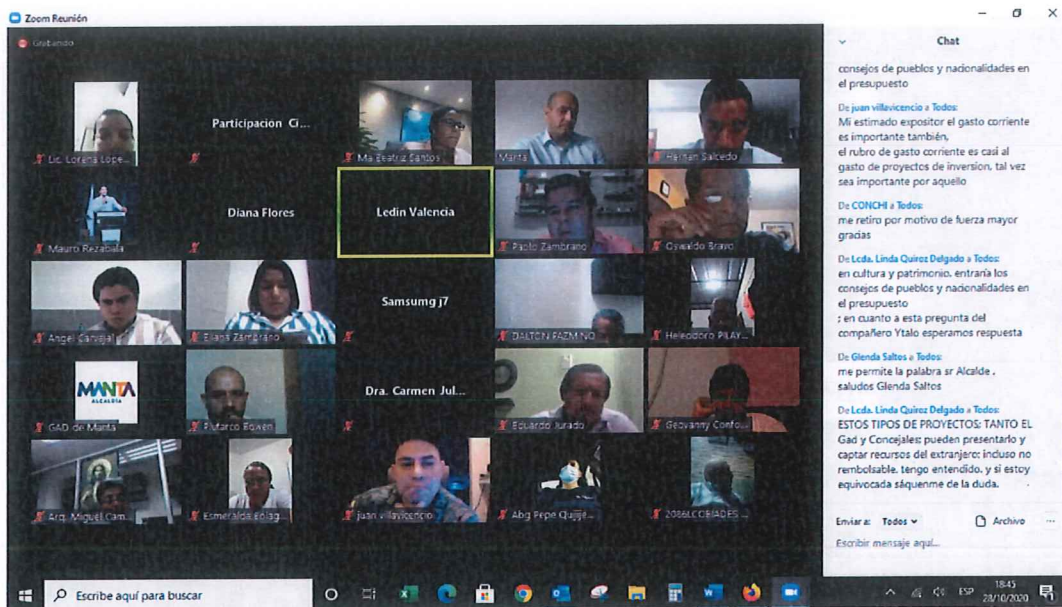 Zoom Reunión
Grabando
Lic. Lorena Lope...
Participacion Ci...
Ma Beatriz Santos
Marta
Hernan Salcedo
Mauro Rezabala
Diana Flores
Ledin Valencia
Paolo Zambrano
Oswaldo Bravo
Angel Carvajal
Eliana Zambrano
Samsumg j7
DALTON PAZMINO
Heleodoro PILAY...
MANTA
ALCALDÍA
GAD de Manta
Plutarco Bowen
Dra. Carmen Jul...
Eduardo Jurado
Geovanny Confo...
Arq. Miguel Cam...
Esmeralda
juan villavicencio
Abg Pepe Quijije...
Chat
consejos de pueblos y nacionalidades en
el presupuesto
De juan villavicencio a Todos:
Mi estimado expositor el gasto corriente
es importante también,
el rubro de gasto corriente es casi al
gasto de proyectos de inversion, tal vez
sea importante por aquello
De CONCHI a Todos:
me retiro por motivo de fuerza mayor
gracias
De Lcda. Linda Quiroz Delgado a Todos:
en cultura y patrimonio, entraría los
consejos de pueblos y nacionalidades en
el presupuesto
; en cuanto a esta pregunta del
compañero Ytalo esperamos respuesta
De Glenda Saltos a Todos:
me permite la palabra sr Alcalde .
saludos Glenda Saltos
De Lcda. Linda Quiroz Delgado a Todos:
ESTOS TIPOS DE PROYECTOS: TANTO EL
Gad y Concejales; pueden presentarlo y
captar recursos del extranjero; incluso no
rembolsable. tengo entendido. y si estoy
equivocada sáquenme de la duda.
Enviar a: Todos
Archivo
Escribir mensaje aquí...
Escribe aquí para buscar
ESP
18:45
28/10/2020